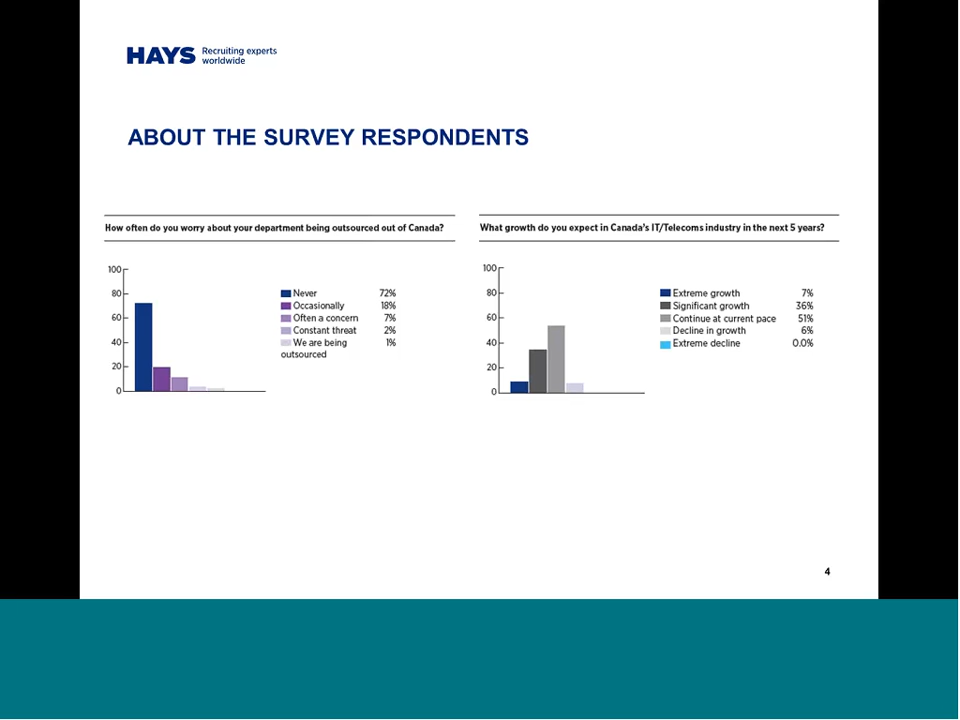 HAYS Recruiting experts
worldwide
ABOUT THE SURVEY RESPONDENTS
How often do you worry about your department being outsourced out of Canada?
100
80
60
40
20
0
Never 72%
Occasionally 18%
Often a concern 7%
Constant threat 2%
We are being 1%
outsourced
What growth do you expect in Canada's IT/Telecoms industry in the next 5 years?
100
80
60
40
20
0
Extreme growth 7%
Significant growth 36%
Continue at current pace 51%
Decline in growth 6%
Extreme decline 0.0%
4